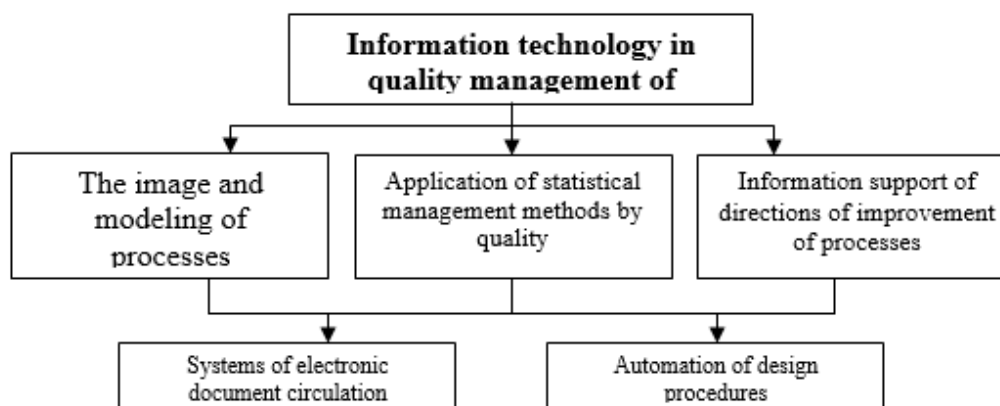 Information technology in
quality management of
The image and
modeling of
processes
Application of statistical
management methods by
quality
Information support of
directions of improvement
of processes
Systems of electronic
document circulation
Automation of design
procedures